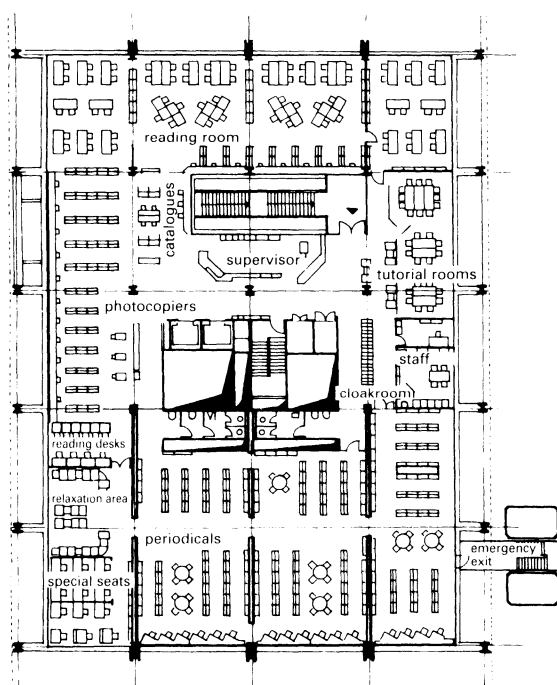 reading room
catalogues
supervisor
tutorial rooms
photocopiers
staff
cloakroom
reading desks
relaxation area
periodicals
emergency
exit
special seats